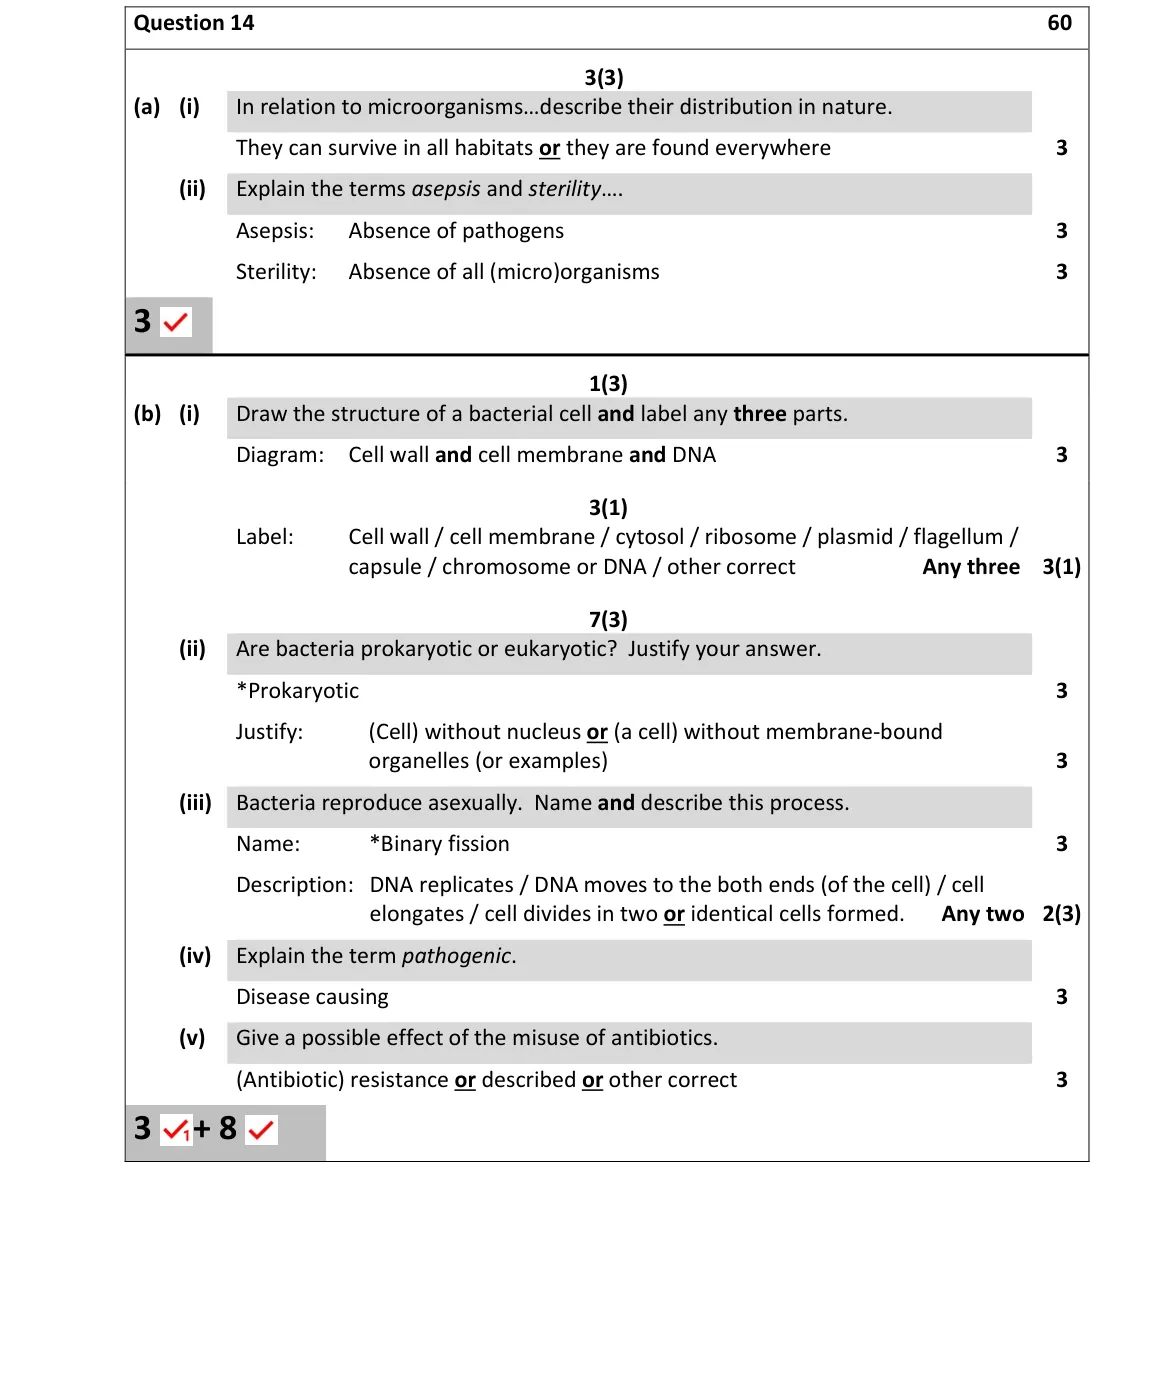 Question 14 60
3(3)
(a) (i) In relation to microorganisms…describe their distribution in nature.
They can survive in all habitats or they are found everywhere 3
(ii) Explain the terms asepsis and sterility….
Asepsis: Absence of pathogens 3
Sterility: Absence of all (micro)organisms 3
3 ✓
1(3)
(b) (i) Draw the structure of a bacterial cell and label any three parts.
Diagram: Cell wall and cell membrane and DNA 3
3(1)
Label: Cell wall / cell membrane / cytosol / ribosome / plasmid / flagellum /
capsule / chromosome or DNA / other correct Any three 3(1)
7(3)
(ii) Are bacteria prokaryotic or eukaryotic? Justify your answer.
*Prokaryotic 3
Justify: (Cell) without nucleus or (a cell) without membrane-bound
organelles (or examples) 3
(iii) Bacteria reproduce asexually. Name and describe this process.
Name: *Binary fission 3
Description: DNA replicates / DNA moves to the both ends (of the cell) / cell
elongates / cell divides in two or identical cells formed. Any two 2(3)
(iv) Explain the term pathogenic.
Disease causing 3
(v) Give a possible effect of the misuse of antibiotics.
(Antibiotic) resistance or described or other correct 3
3 ✓1 + 8 ✓